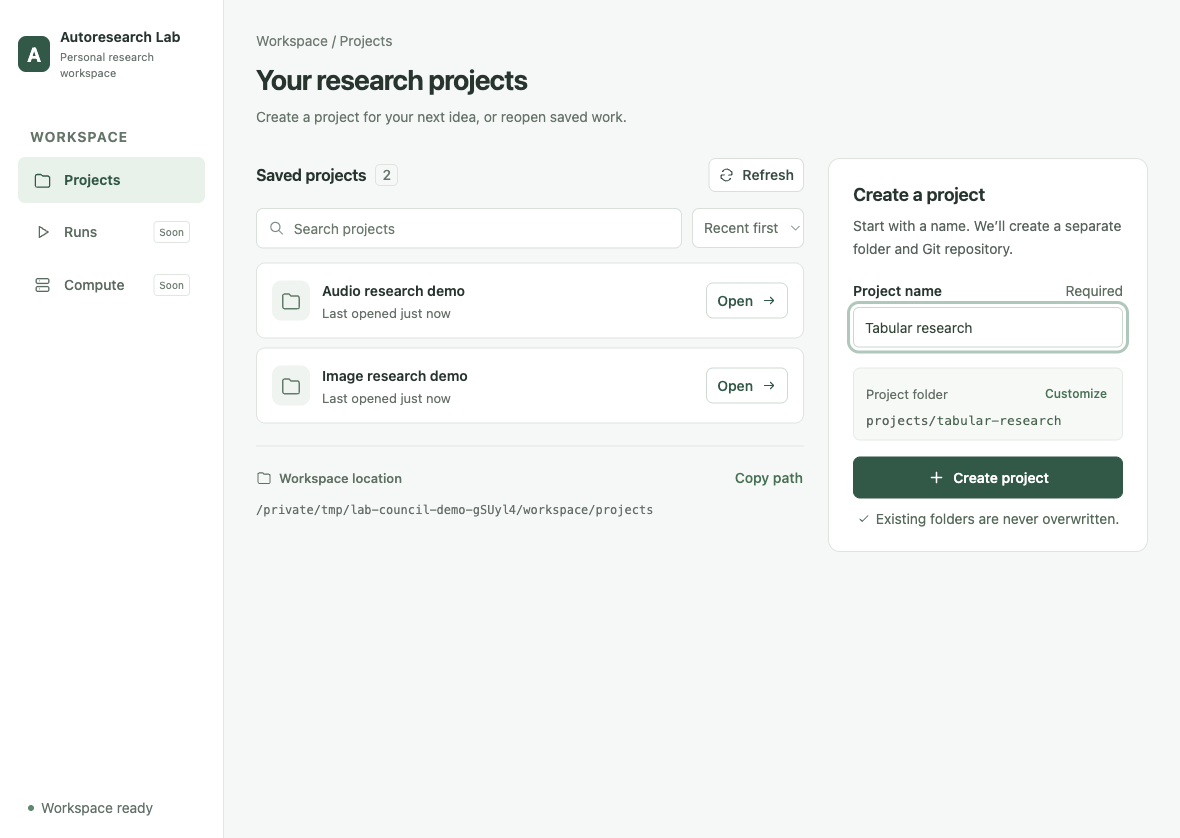 A
Autoresearch Lab
Personal research
workspace
WORKSPACE
Projects
Runs
Soon
Compute
Soon
Workspace ready
Workspace / Projects
Your research projects
Create a project for your next idea, or reopen saved work.
Saved projects 2
Refresh
Search projects
Recent first
Audio research demo
Last opened just now
Open
Image research demo
Last opened just now
Open
Workspace location
Copy path
/private/tmp/lab-council-demo-gSUyl4/workspace/projects
Create a project
Start with a name. We’ll create a separate
folder and Git repository.
Project name
Required
Tabular research
Project folder
Customize
projects/tabular-research
Create project
Existing folders are never overwritten.